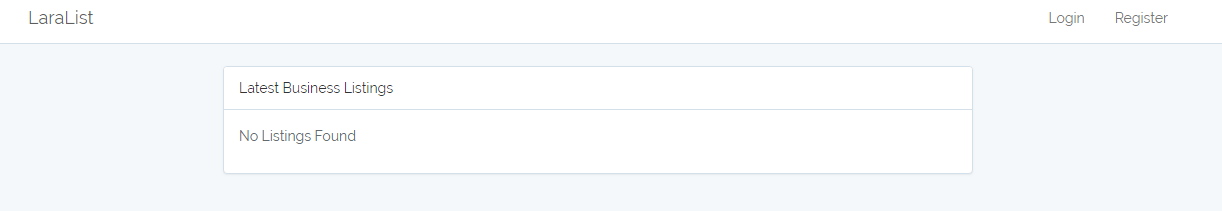 LaraList Login Register
Latest Business Listings
No Listings Found